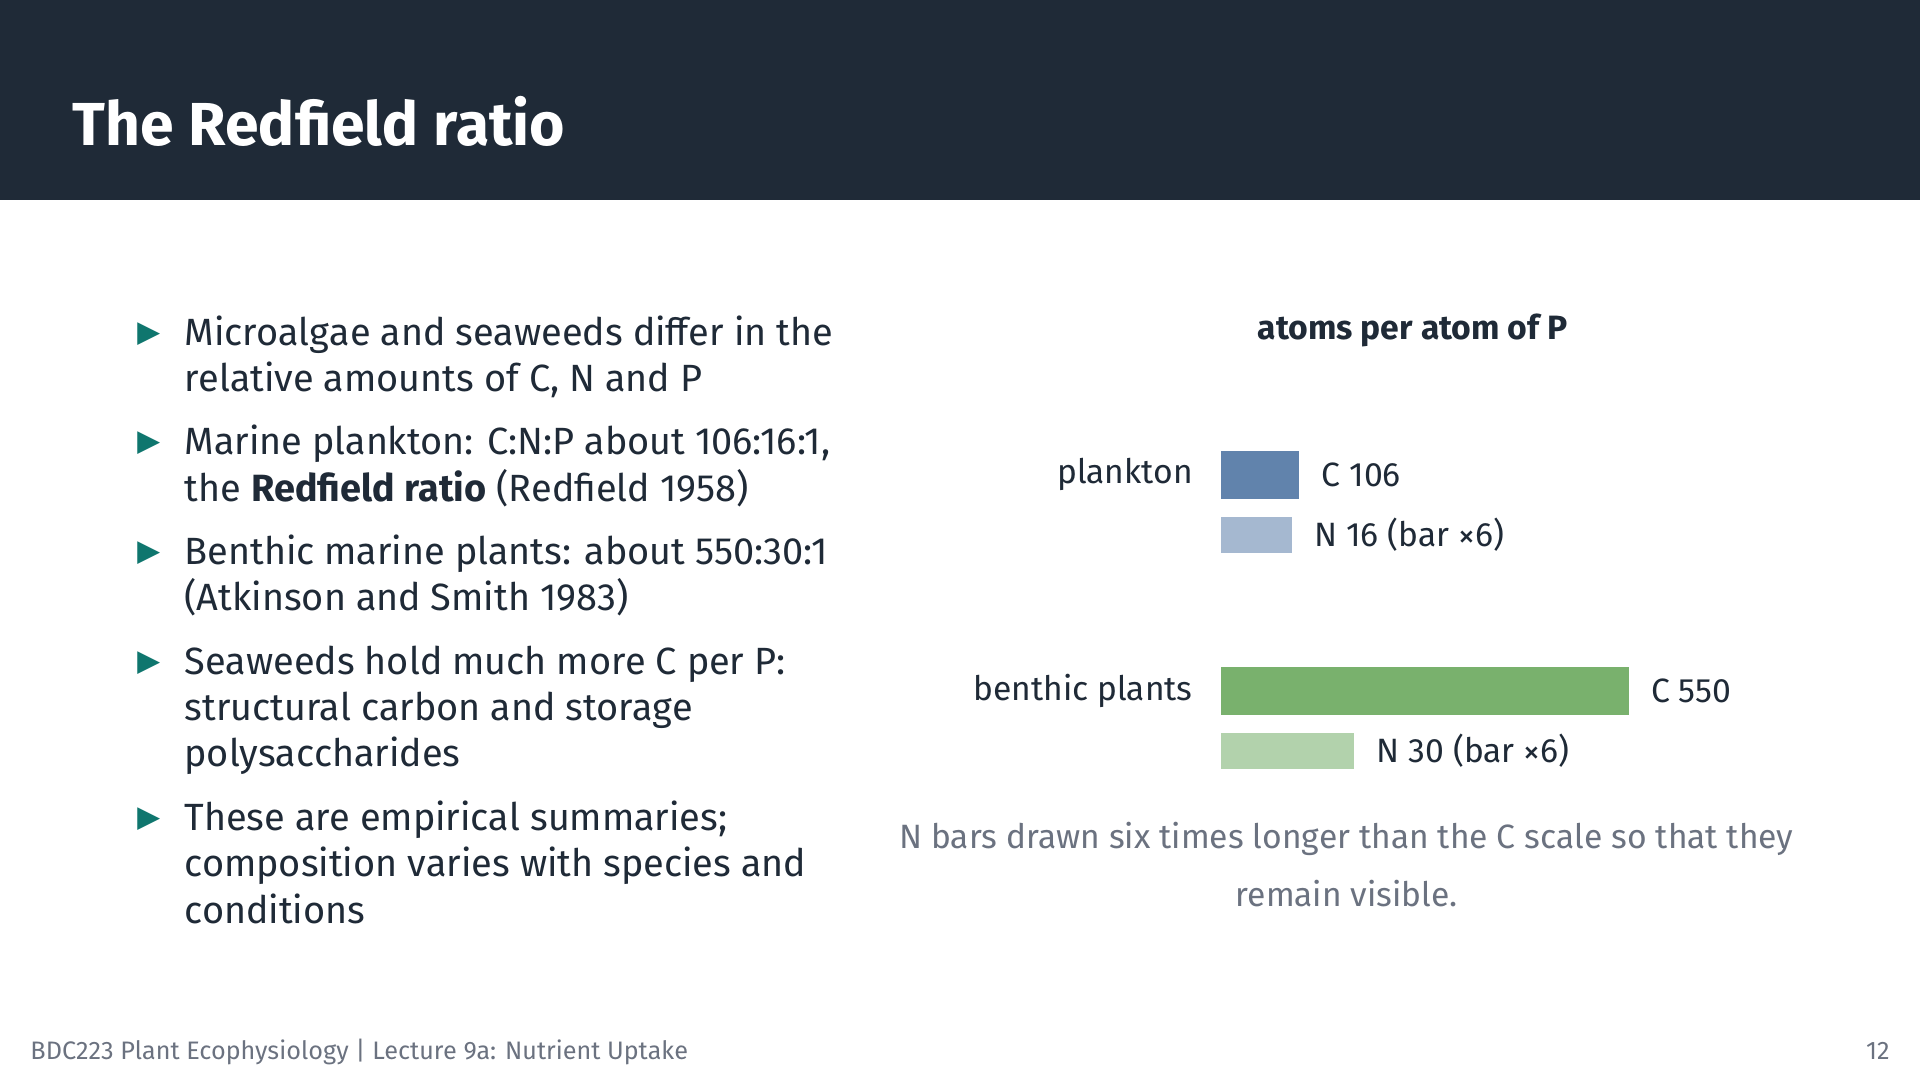 The Redfield ratio
► Microalgae and seaweeds differ in the
relative amounts of C, N and P
► Marine plankton: C:N:P about 106:16:1,
the Redfield ratio (Redfield 1958)
► Benthic marine plants: about 550:30:1
(Atkinson and Smith 1983)
► Seaweeds hold much more C per P:
structural carbon and storage
polysaccharides
► These are empirical summaries;
composition varies with species and
conditions
atoms per atom of P
plankton
C 106
N 16 (bar ×6)
benthic plants
C 550
N 30 (bar ×6)
N bars drawn six times longer than the C scale so that they
remain visible.
BDC223 Plant Ecophysiology | Lecture 9a: Nutrient Uptake
12